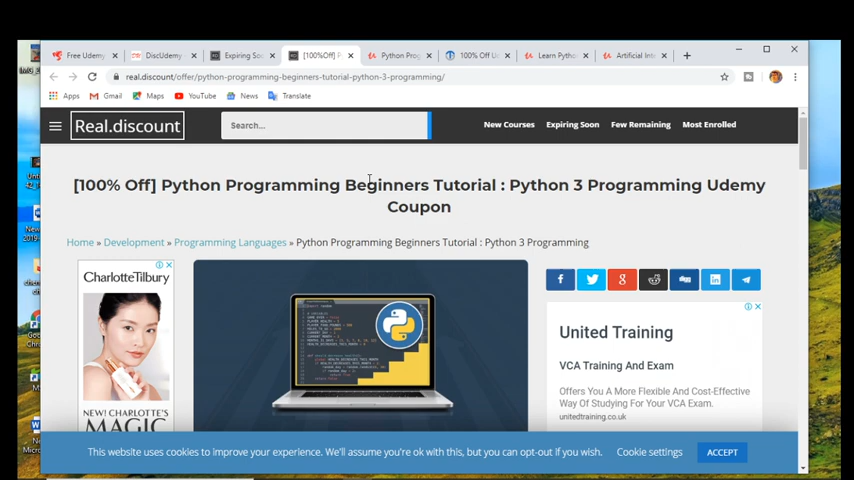 Free Udemy
DiscUdemy
Expiring Soo
[100%Off] P
Python Prog
100% Off Un
Learn Pytho
Artificial Int
real.discount/offer/python-programming-beginners-tutorial-python-3-programming/
Apps Gmail Maps YouTube News Translate
Real.discount
Search...
New Courses Expiring Soon Few Remaining Most Enrolled
[100% Off] Python Programming Beginners Tutorial : Python 3 Programming Udemy
Coupon
Home » Development » Programming Languages » Python Programming Beginners Tutorial : Python 3 Programming
CharlotteTilbury
NEW! CHARLOTTE'S
MAGIC
United Training
VCA Training And Exam
Offers You A More Flexible And Cost-Effective
Way Of Studying For Your VCA Exam.
unitedtraining.co.uk
This website uses cookies to improve your experience. We'll assume you're ok with this, but you can opt-out if you wish.
Cookie settings
ACCEPT